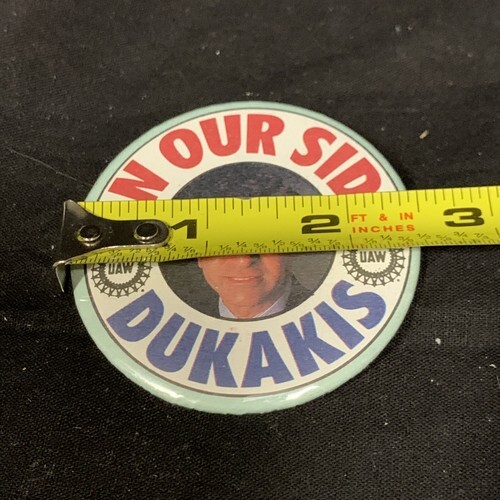 N OUR SID
1 2 FT & IN 3
INCHES
UAW UAW
DUKAKIS